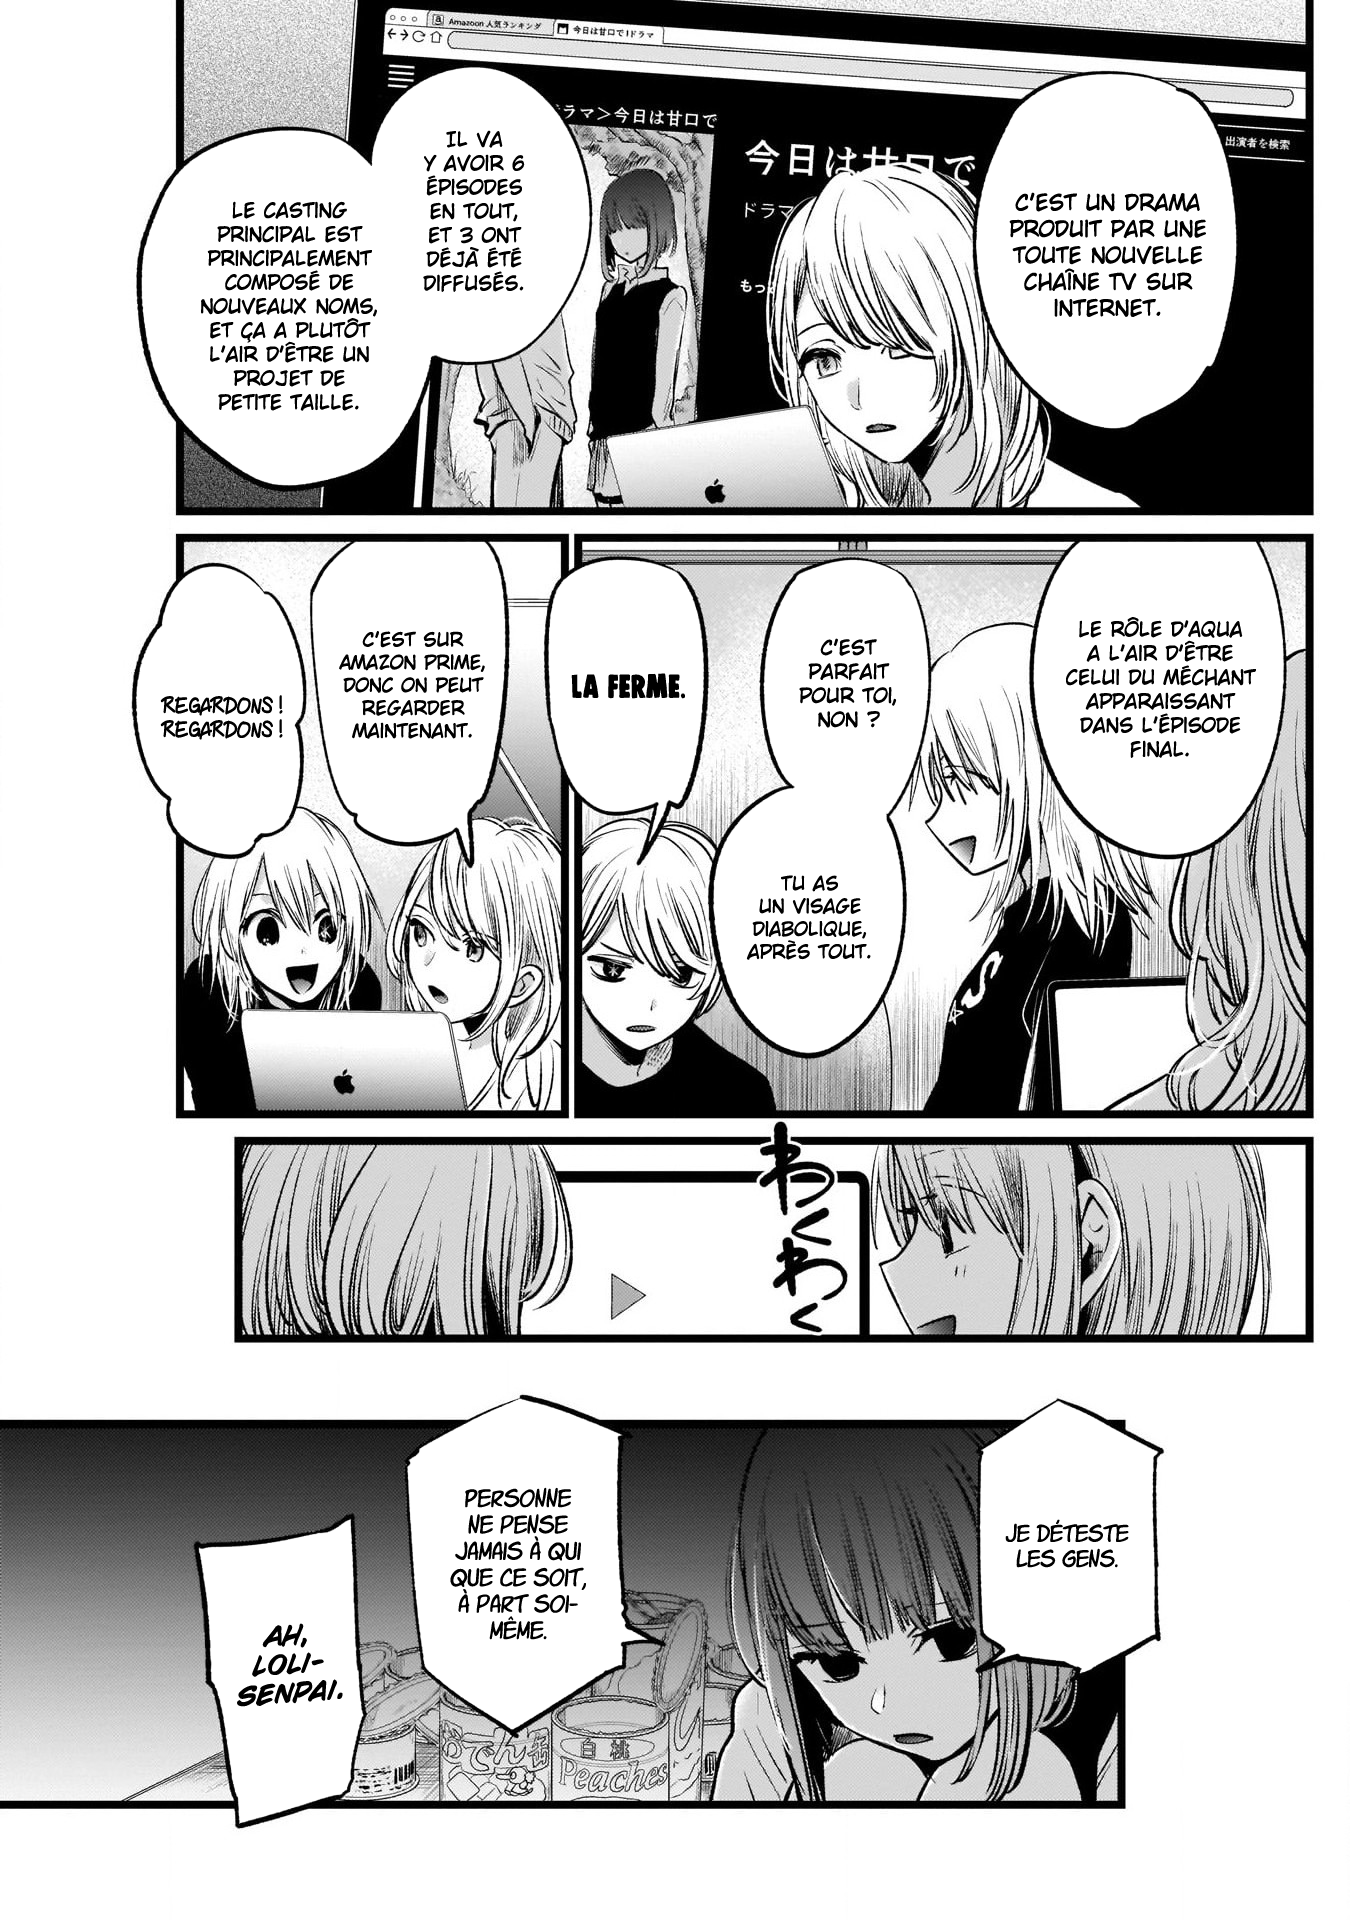 Amazoon 人気ランキング
今日は甘口で|ドラマ
ドラマ＞今日は甘口で
今日は甘口で
ドラマ
もっ
出演者を検索
C'EST UN DRAMA
PRODUIT PAR UNE
TOUTE NOUVELLE
CHAÎNE TV SUR
INTERNET.
IL VA
Y AVOIR 6
ÉPISODES
EN TOUT,
ET 3 ONT
DÉJÀ ÉTÉ
DIFFUSÉS.
LE CASTING
PRINCIPAL EST
PRINCIPALEMENT
COMPOSÉ DE
NOUVEAUX NOMS,
ET ÇA A PLUTÔT
L'AIR D'ÊTRE UN
PROJET DE
PETITE TAILLE.
LE RÔLE D'AQUA
A L'AIR D'ÊTRE
CELUI DU MÉCHANT
APPARAISSANT
DANS L'ÉPISODE
FINAL.
C'EST
PARFAIT
POUR TOI,
NON ?
TU AS
UN VISAGE
DIABOLIQUE,
APRÈS TOUT.
LA FERME.
C'EST SUR
AMAZON PRIME,
DONC ON PEUT
REGARDER
MAINTENANT.
REGARDONS !
REGARDONS !
わくわく
JE DÉTESTE
LES GENS.
PERSONNE
NE PENSE
JAMAIS À QUI
QUE CE SOIT,
À PART SOI-
MÊME.
AH,
LOLI-
SENPAI.
おでん缶
白桃
Peaches